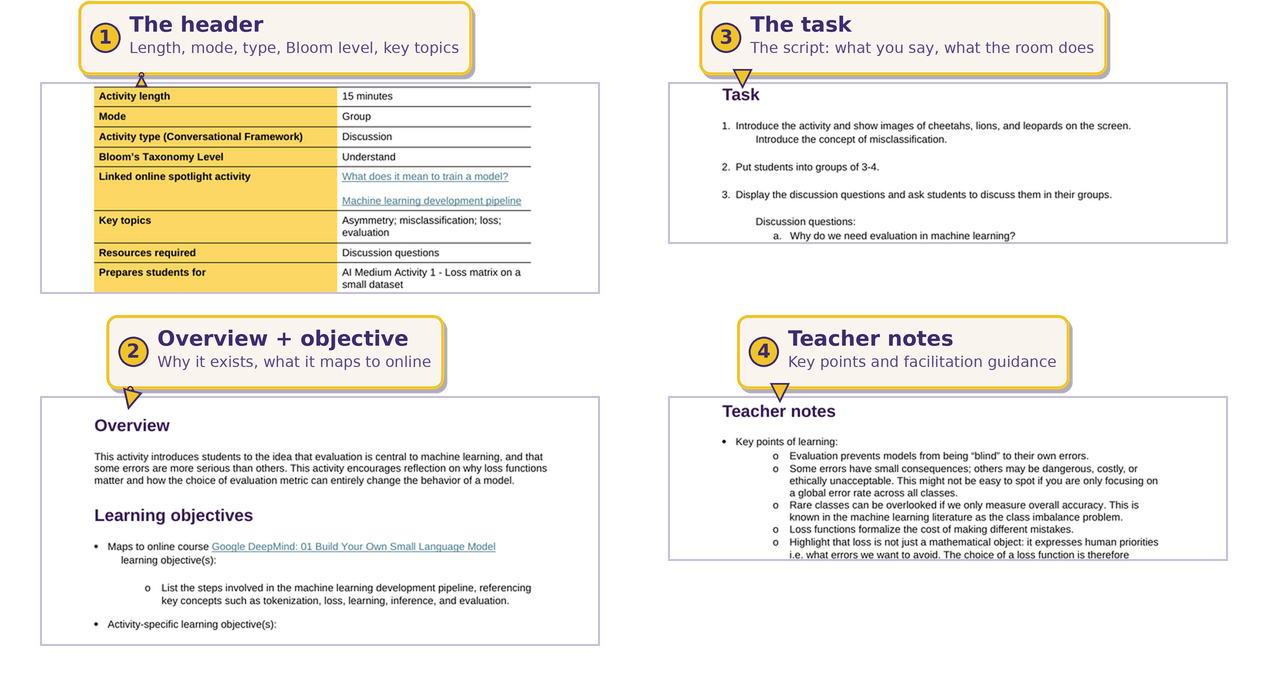 1
The header
Length, mode, type, Bloom level, key topics
Activity length 15 minutes
Mode Group
Activity type (Conversational Framework) Discussion
Bloom's Taxonomy Level Understand
Linked online spotlight activity What does it mean to train a model?
Machine learning development pipeline
Key topics Asymmetry; misclassification; loss;
evaluation
Resources required Discussion questions
Prepares students for AI Medium Activity 1 - Loss matrix on a
small dataset
2
Overview + objective
Why it exists, what it maps to online
Overview
This activity introduces students to the idea that evaluation is central to machine learning, and that
some errors are more serious than others. This activity encourages reflection on why loss functions
matter and how the choice of evaluation metric can entirely change the behavior of a model.
Learning objectives
• Maps to online course Google DeepMind: 01 Build Your Own Small Language Model
learning objective(s):
o List the steps involved in the machine learning development pipeline, referencing
key concepts such as tokenization, loss, learning, inference, and evaluation.
• Activity-specific learning objective(s):
3
The task
The script: what you say, what the room does
Task
1. Introduce the activity and show images of cheetahs, lions, and leopards on the screen.
Introduce the concept of misclassification.
2. Put students into groups of 3-4.
3. Display the discussion questions and ask students to discuss them in their groups.
Discussion questions:
a. Why do we need evaluation in machine learning?
4
Teacher notes
Key points and facilitation guidance
Teacher notes
• Key points of learning:
o Evaluation prevents models from being “blind” to their own errors.
o Some errors have small consequences; others may be dangerous, costly, or
ethically unacceptable. This might not be easy to spot if you are only focusing on
a global error rate across all classes.
o Rare classes can be overlooked if we only measure overall accuracy. This is
known in the machine learning literature as the class imbalance problem.
o Loss functions formalize the cost of making different mistakes.
o Highlight that loss is not just a mathematical object: it expresses human priorities
i.e. what errors we want to avoid. The choice of a loss function is therefore